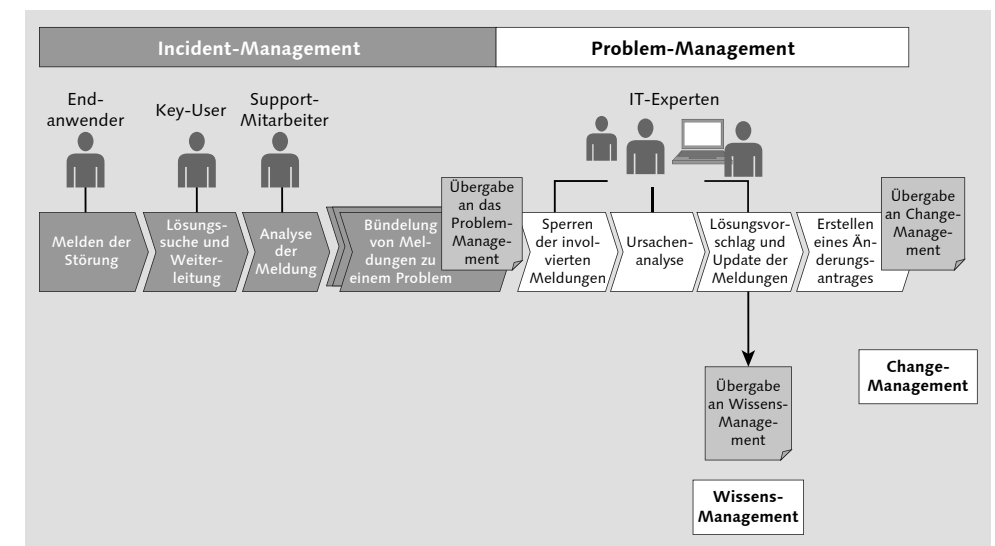 Incident-Management
Problem-Management
End-
anwender
Key-User
Support-
Mitarbeiter
IT-Experten
Melden der
Störung
Lösungs-
suche und
Weiter-
leitung
Analyse
der
Meldung
Bündelung
von Mel-
dungen zu
einem Problem
Übergabe
an das
Problem-
Manage-
ment
Sperren
der invol-
vierten
Meldungen
Ursachen-
analyse
Lösungsvor-
schlag und
Update der
Meldungen
Erstellen
eines Än-
derungs-
antrages
Übergabe
an Change-
Manage-
ment
Übergabe
an Wissens-
Manage-
ment
Change-
Management
Wissens-
Management